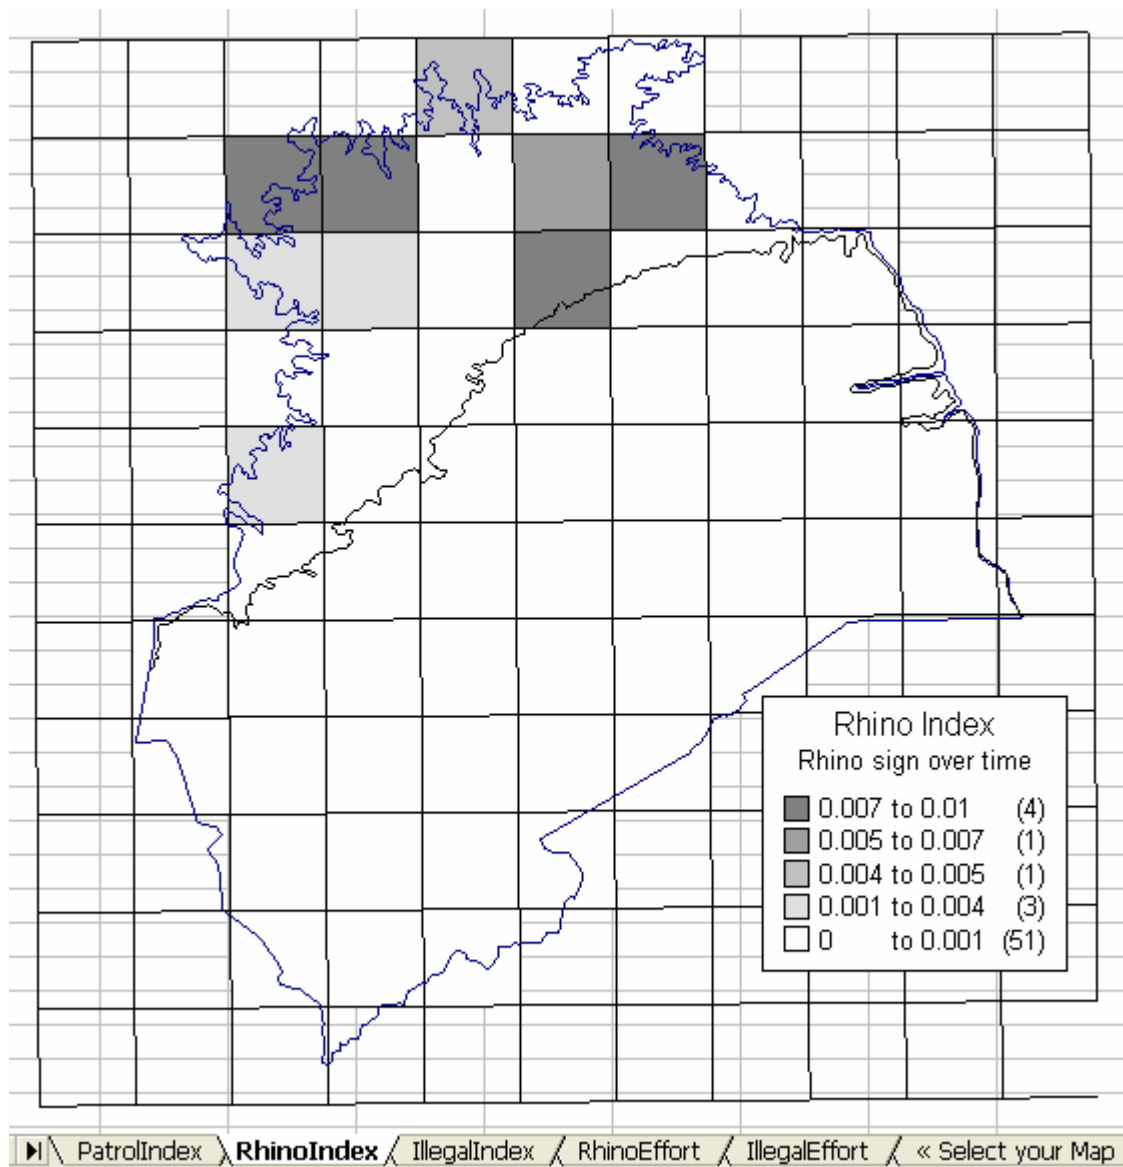 Rhino Index
Rhino sign over time
0.007 to 0.01 (4)
0.005 to 0.007 (1)
0.004 to 0.005 (1)
0.001 to 0.004 (3)
0 to 0.001 (51)
PatrolIndex RhinoIndex IllegalIndex RhinoEffort IllegalEffort « Select your Map